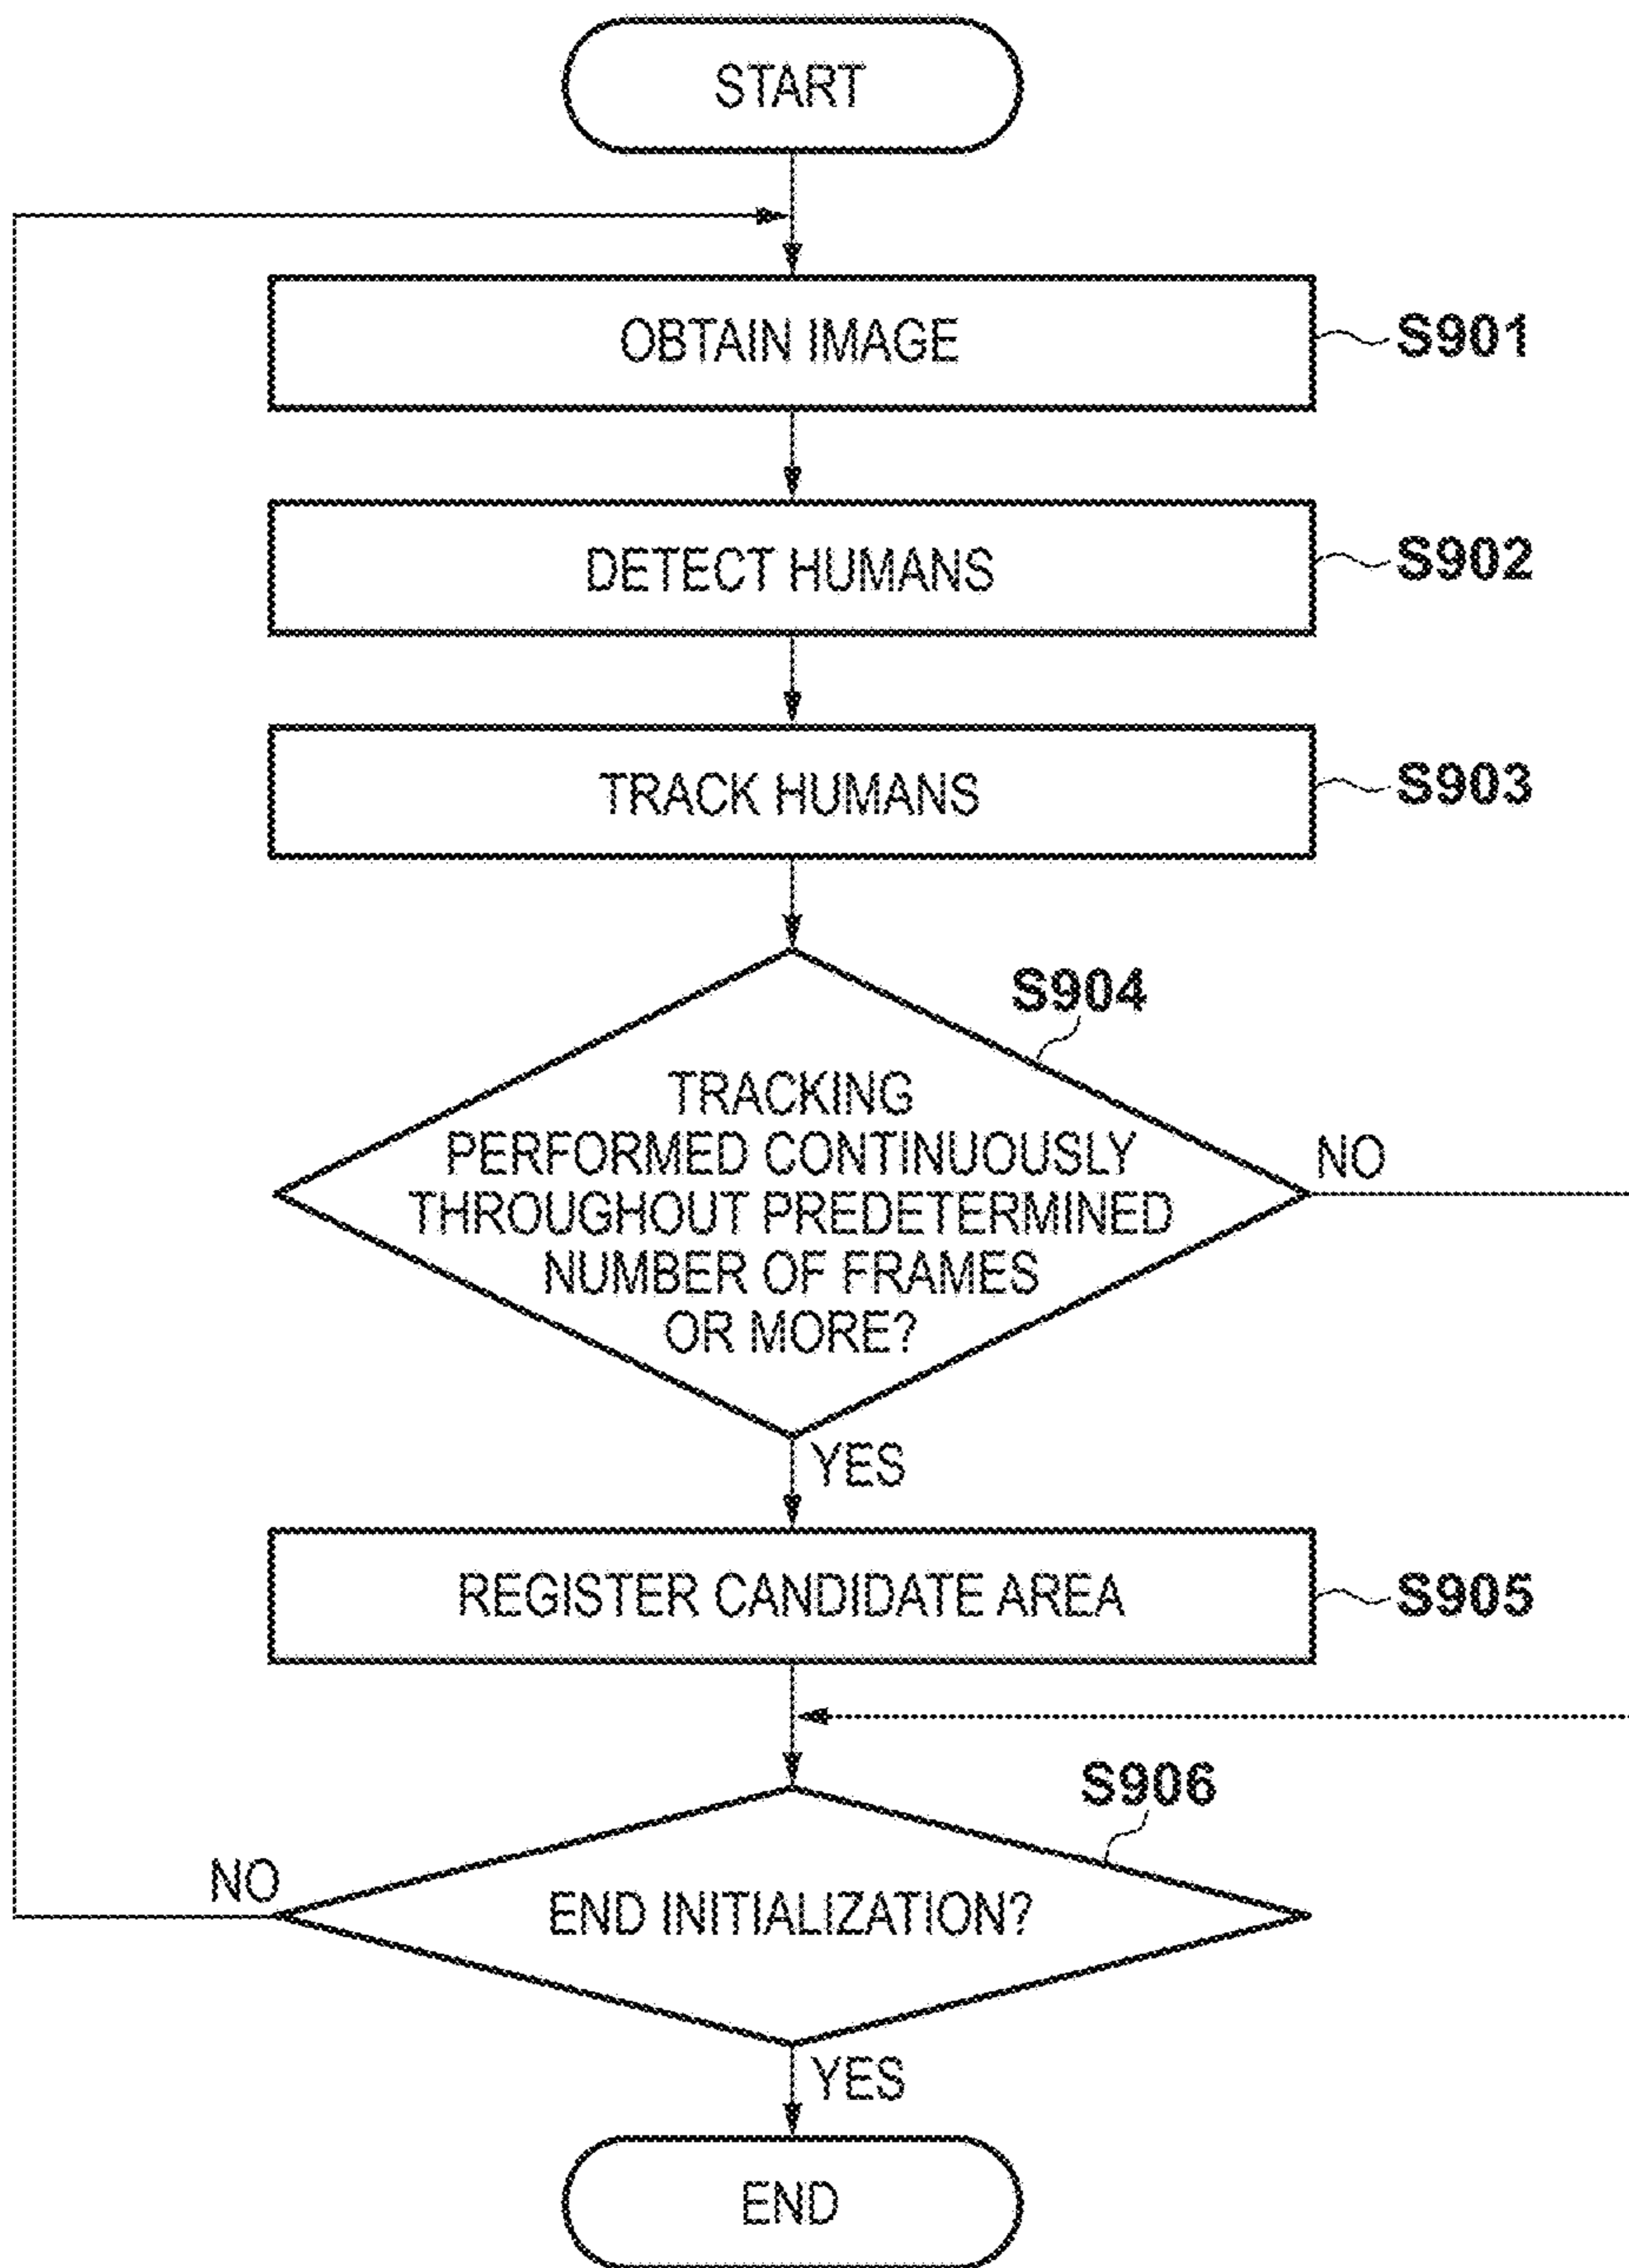 START
OBTAIN IMAGE
S901
DETECT HUMANS
S902
TRACK HUMANS
S903
S904
TRACKING
PERFORMED CONTINUOUSLY
THROUGHOUT PREDETERMINED
NUMBER OF FRAMES
OR MORE?
NO
YES
REGISTER CANDIDATE AREA
S905
S906
NO
END INITIALIZATION?
YES
END